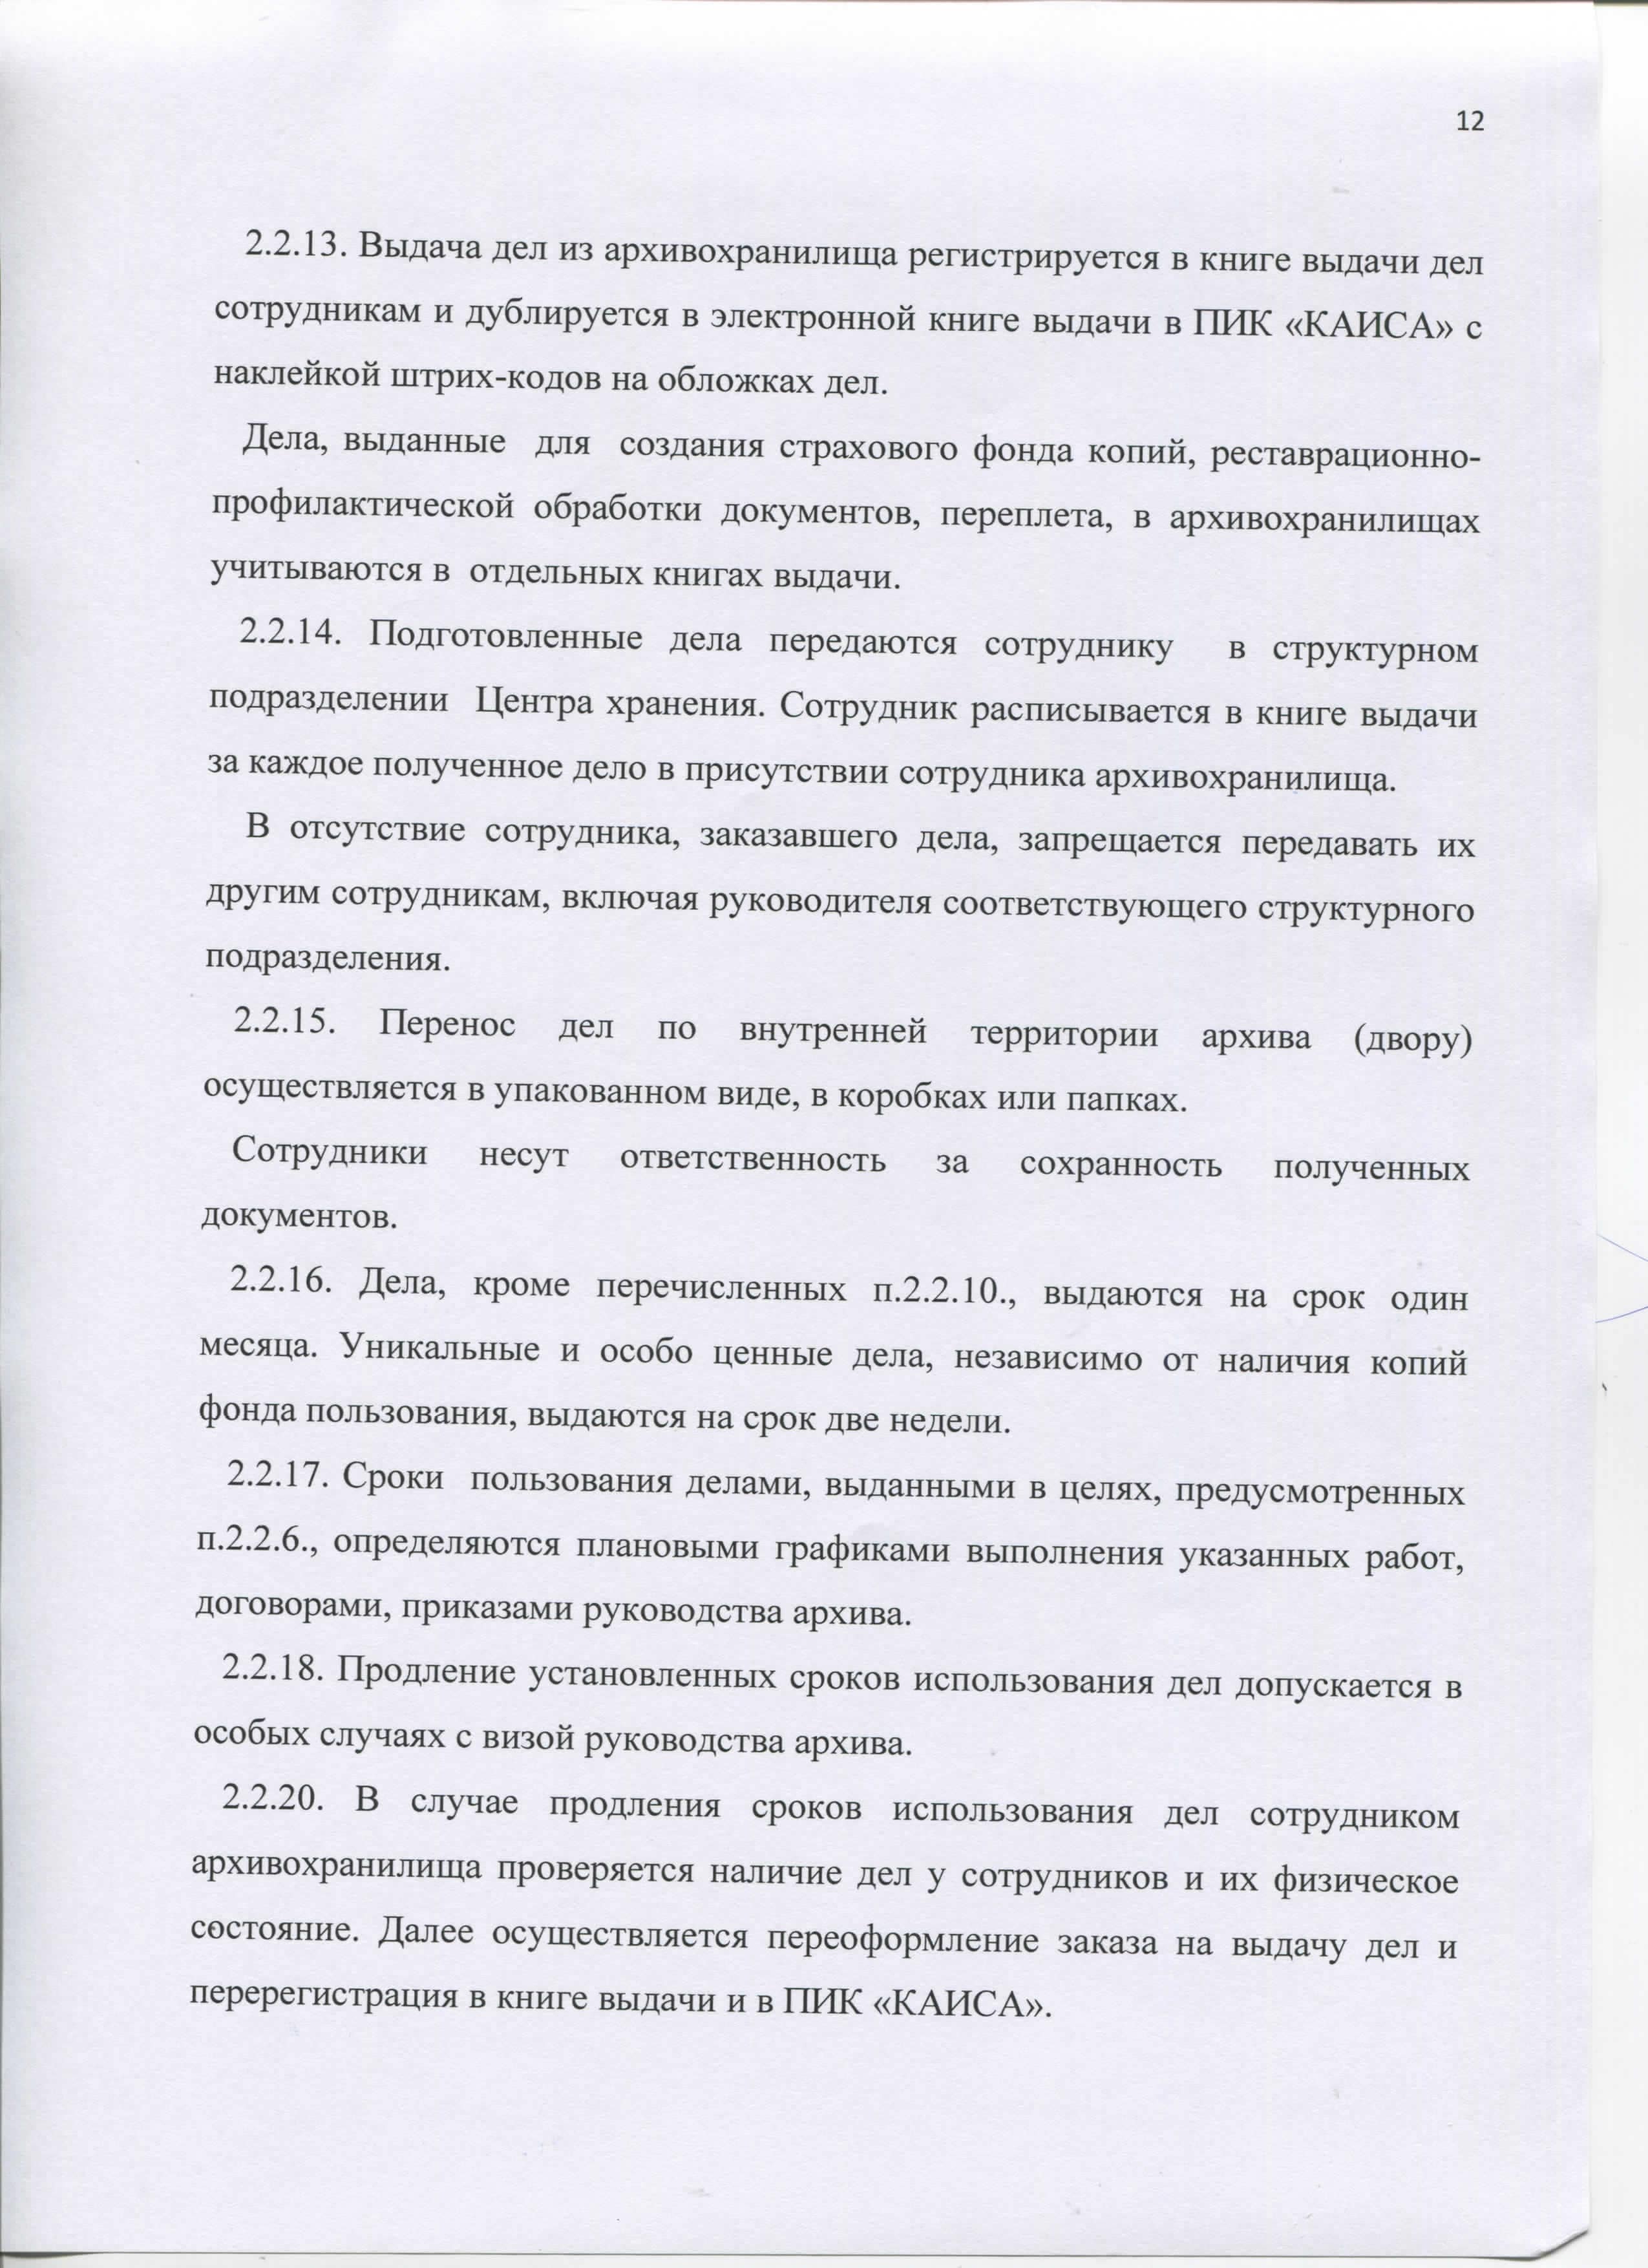 12
2.2.13. Выдача дел из архивохранилища регистрируется в книге выдачи дел
сотрудникам и дублируется в электронной книге выдачи в ПИК «КАИСА» с
наклейкой штрих-кодов на обложках дел.
Дела, выданные для создания страхового фонда копий, реставрационно-
профилактической обработки документов, переплета, в архивохранилищах
учитываются в отдельных книгах выдачи.
2.2.14. Подготовленные дела передаются сотруднику в структурном
подразделении Центра хранения. Сотрудник расписывается в книге выдачи
за каждое полученное дело в присутствии сотрудника архивохранилища.
В отсутствие сотрудника, заказавшего дела, запрещается передавать их
другим сотрудникам, включая руководителя соответствующего структурного
подразделения.
2.2.15. Перенос дел по внутренней территории архива (двору)
осуществляется в упакованном виде, в коробках или папках.
Сотрудники несут ответственность за сохранность полученных
документов.
2.2.16. Дела, кроме перечисленных п.2.2.10., выдаются на срок один
месяца. Уникальные и особо ценные дела, независимо от наличия копий
фонда пользования, выдаются на срок две недели.
2.2.17. Сроки пользования делами, выданными в целях, предусмотренных
п.2.2.6., определяются плановыми графиками выполнения указанных работ,
договорами, приказами руководства архива.
2.2.18. Продление установленных сроков использования дел допускается в
особых случаях с визой руководства архива.
2.2.20. В случае продления сроков использования дел сотрудником
архивохранилища проверяется наличие дел у сотрудников и их физическое
состояние. Далее осуществляется переоформление заказа на выдачу дел и
перерегистрация в книге выдачи и в ПИК «КАИСА».